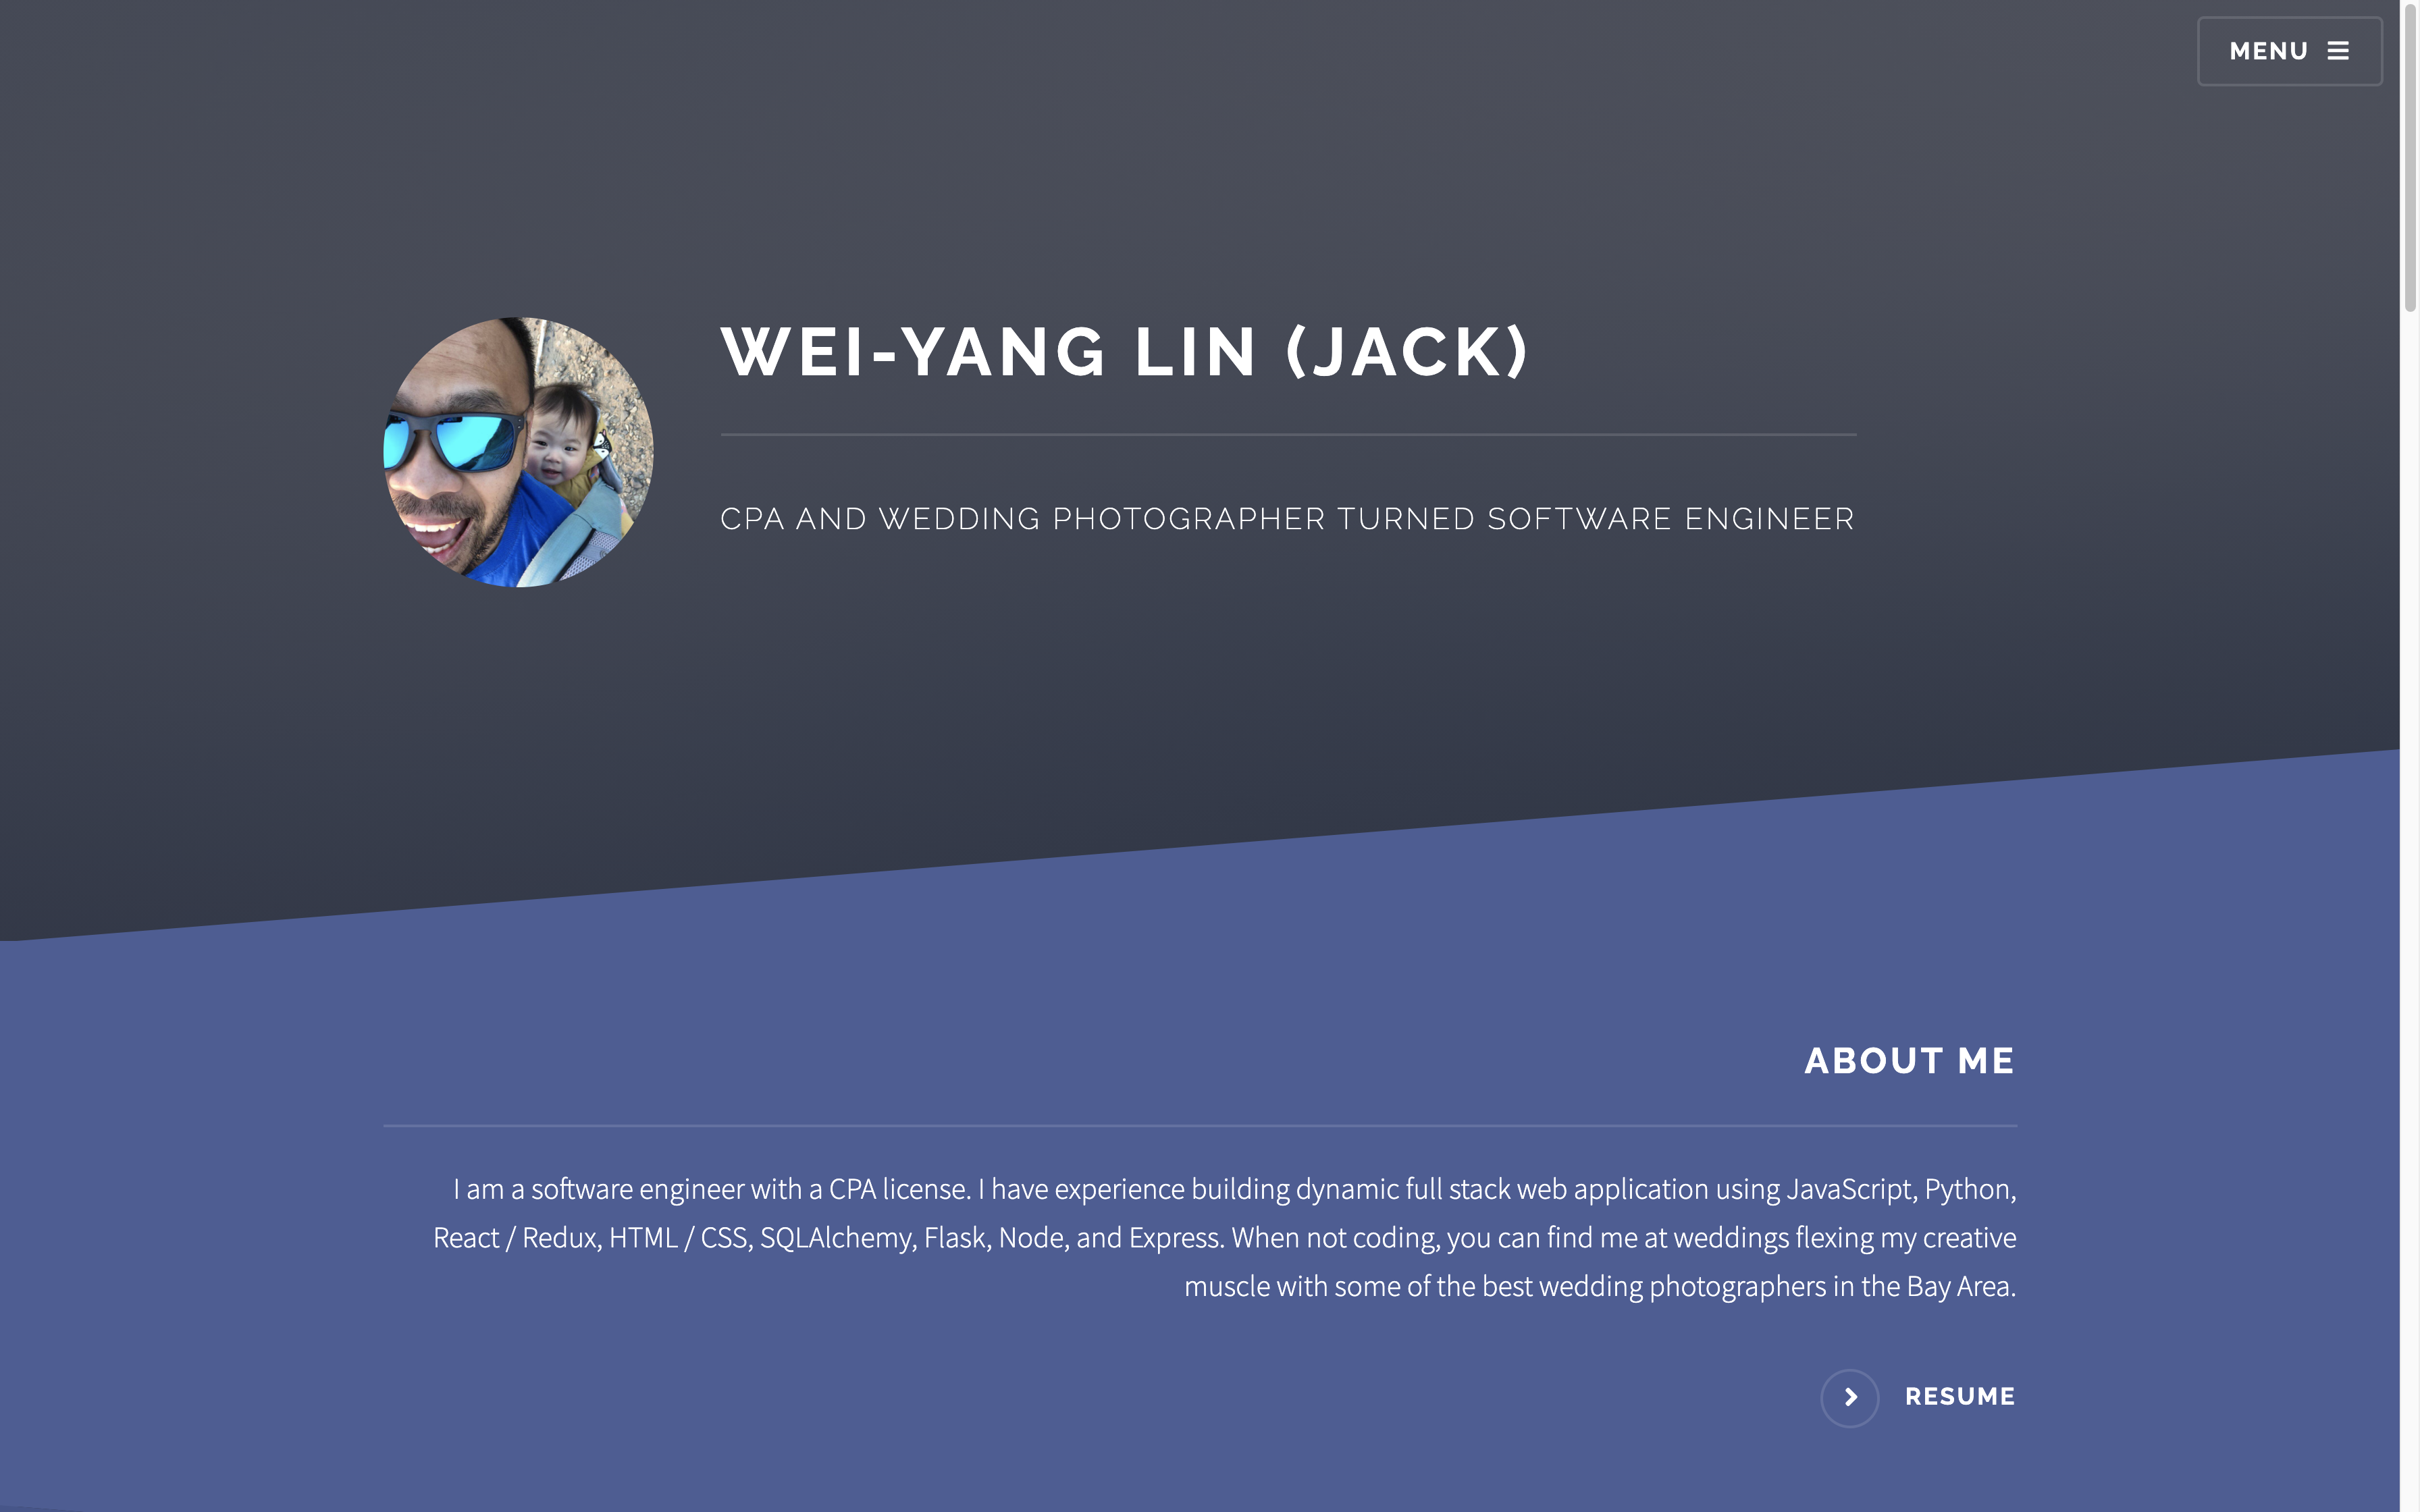 MENU
WEI-YANG LIN (JACK)
CPA AND WEDDING PHOTOGRAPHER TURNED SOFTWARE ENGINEER
ABOUT ME
I am a software engineer with a CPA license. I have experience building dynamic full stack web application using JavaScript, Python,
React / Redux, HTML / CSS, SQLAlchemy, Flask, Node, and Express. When not coding, you can find me at weddings flexing my creative
muscle with some of the best wedding photographers in the Bay Area.
RESUME